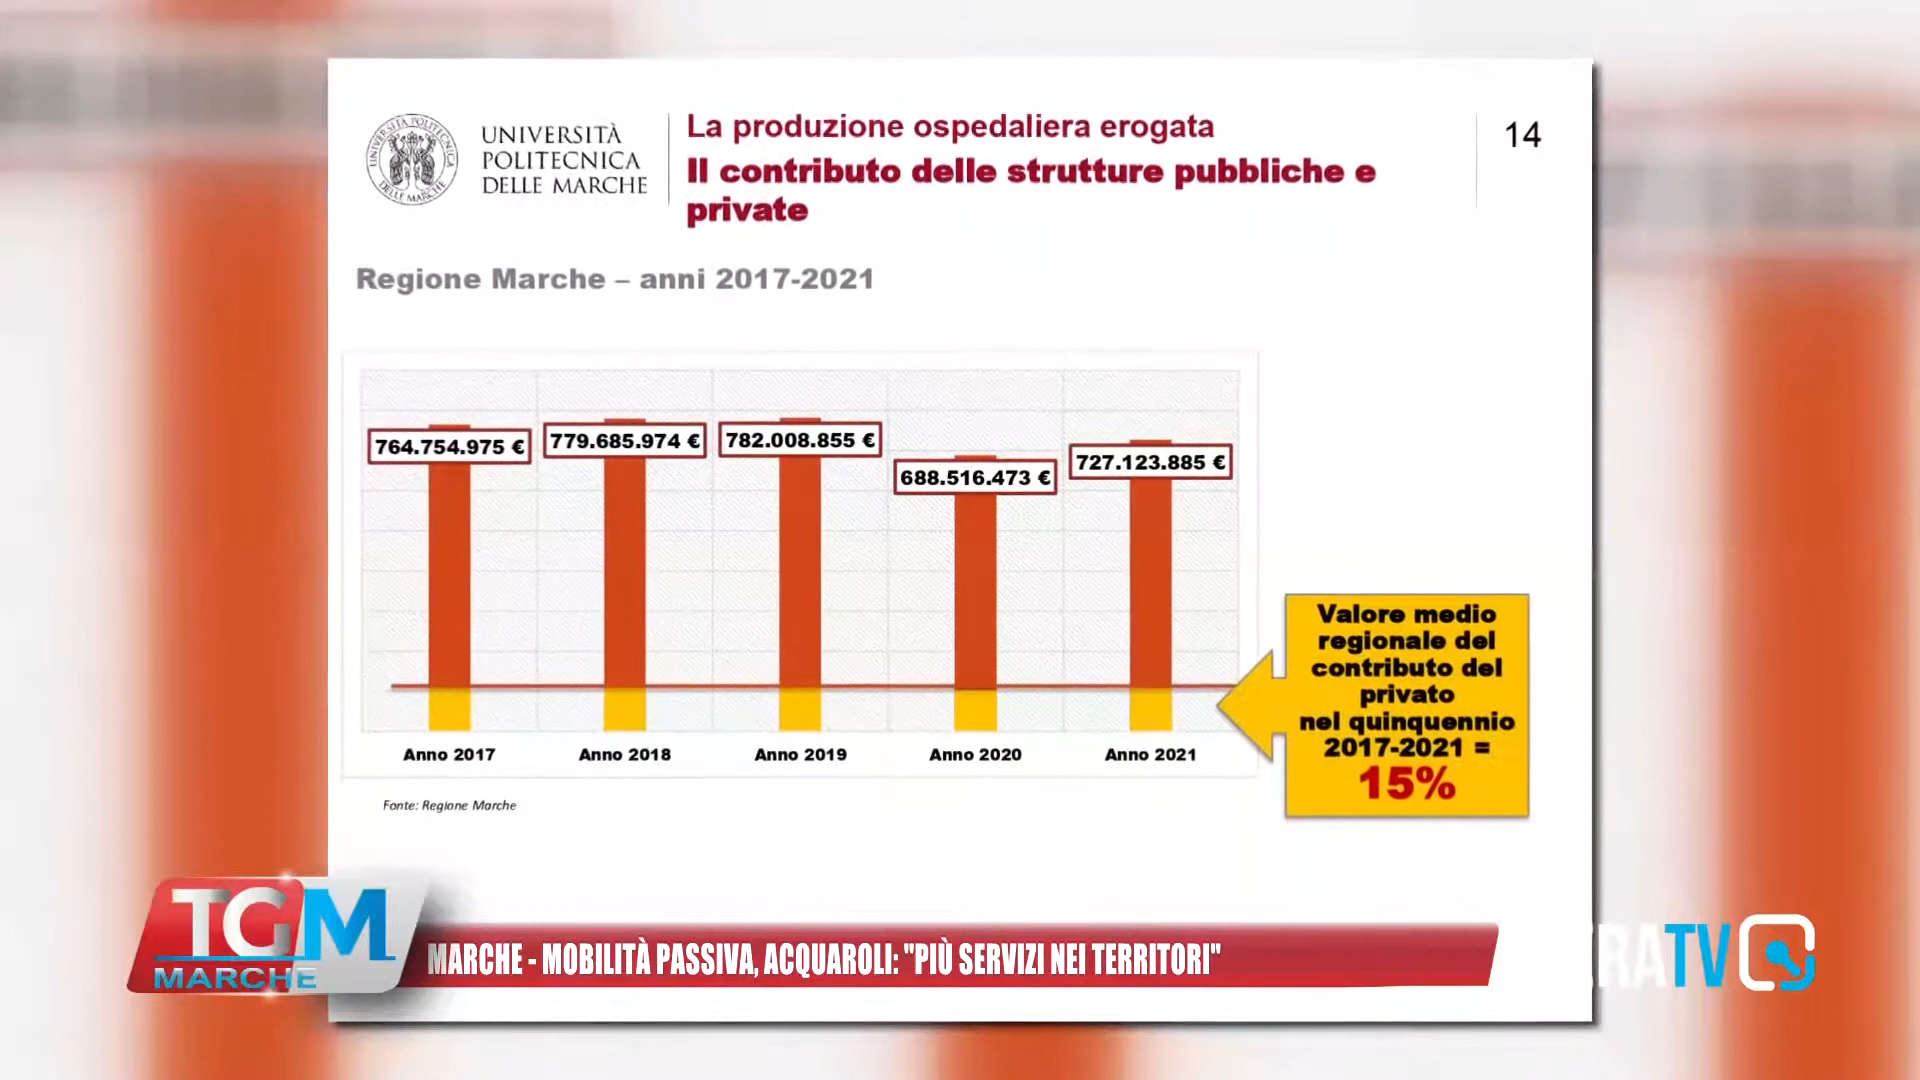 UNIVERSITÀ
POLITECNICA
DELLE MARCHE
La produzione ospedaliera erogata
Il contributo delle strutture pubbliche e
private
14
Regione Marche – anni 2017-2021
764.754.975 €
779.685.974 €
782.008.855 €
688.516.473 €
727.123.885 €
Anno 2017
Anno 2018
Anno 2019
Anno 2020
Anno 2021
Valore medio
regionale del
contributo del
privato
nel quinquennio
2017-2021 =
15%
Fonte: Regione Marche
TGM
MARCHE
MARCHE - MOBILITÀ PASSIVA, ACQUAROLI: "PIÙ SERVIZI NEI TERRITORI"
ERATV